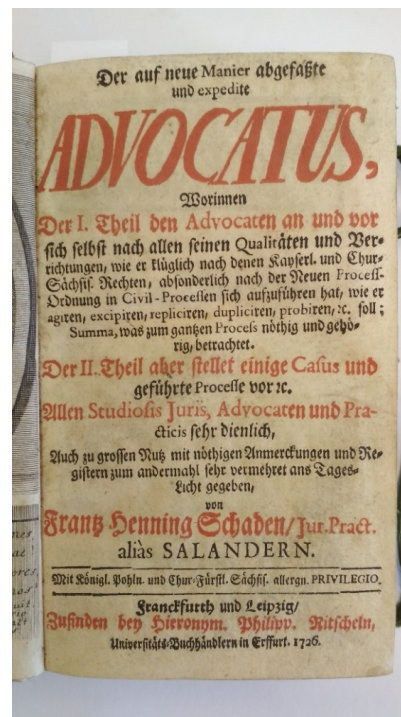 Der auf neue Manier abgefaßte
und expedite
ADVOCATUS,
Worinnen
Der I. Theil den Advocaten an und vor
sich selbst nach allen seinen Qualitäten und Ver-
richtungen, wie er klüglich nach denen Kayserl. und Chur-
Sächsis. Rechten, absonderlich nach der Neuen Process-
Ordnung in Civil-Processen sich aufzuführen hat, wie er
agiren, excipiren, repliciren, dupliciren, probiren, ꝛc. soll;
Summa, was zum gantzen Process nöthig und gehö-
rig, betrachtet.
Der II. Theil aber stellet einige Casus und
geführte Processe vor ꝛc.
Allen Studiosis Juris, Advocaten und Pra-
cticis sehr dienlich,
Auch zu grossen Nutz mit nöthigen Anmerckungen und Re-
gistern zum andermahl sehr vermehret ans Tages-
Licht gegeben,
von
Frantz Henning Schaden/ Jur. Pract.
aliàs SALANDERN.
Mit Königl. Pohln. und Chur-Fürstl. Sächsis. allergn. PRIVILEGIO.
Franckfurth und Leipzig/
Zufinden bey Hieronym. Philipp. Ritscheln,
Universitäts-Buchhändlern in Erffurt. 1726.